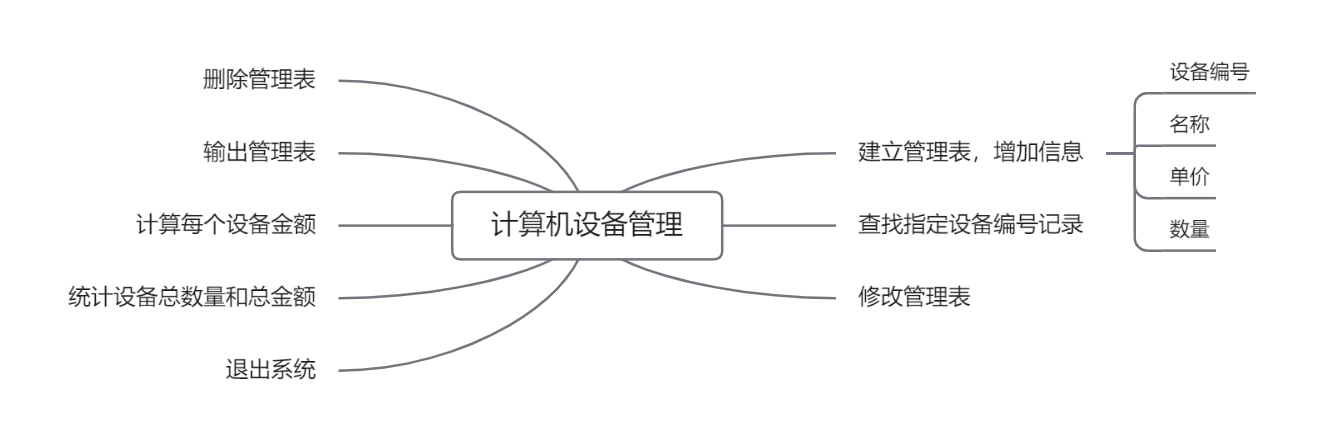 计算机设备管理
建立管理表，增加信息
设备编号
名称
单价
数量
查找指定设备编号记录
修改管理表
删除管理表
输出管理表
计算每个设备金额
统计设备总数量和总金额
退出系统